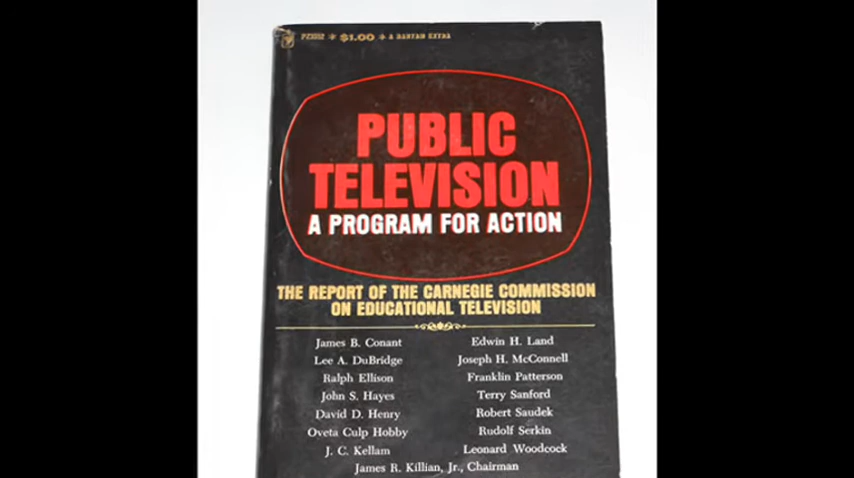 PZ3552 * $1.00 * A BANTAM EXTRA
PUBLIC
TELEVISION
A PROGRAM FOR ACTION
THE REPORT OF THE CARNEGIE COMMISSION
ON EDUCATIONAL TELEVISION
James B. Conant
Lee A. DuBridge
Ralph Ellison
John S. Hayes
David D. Henry
Oveta Culp Hobby
J. C. Kellam
Edwin H. Land
Joseph H. McConnell
Franklin Patterson
Terry Sanford
Robert Saudek
Rudolf Serkin
Leonard Woodcock
James R. Killian, Jr., Chairman